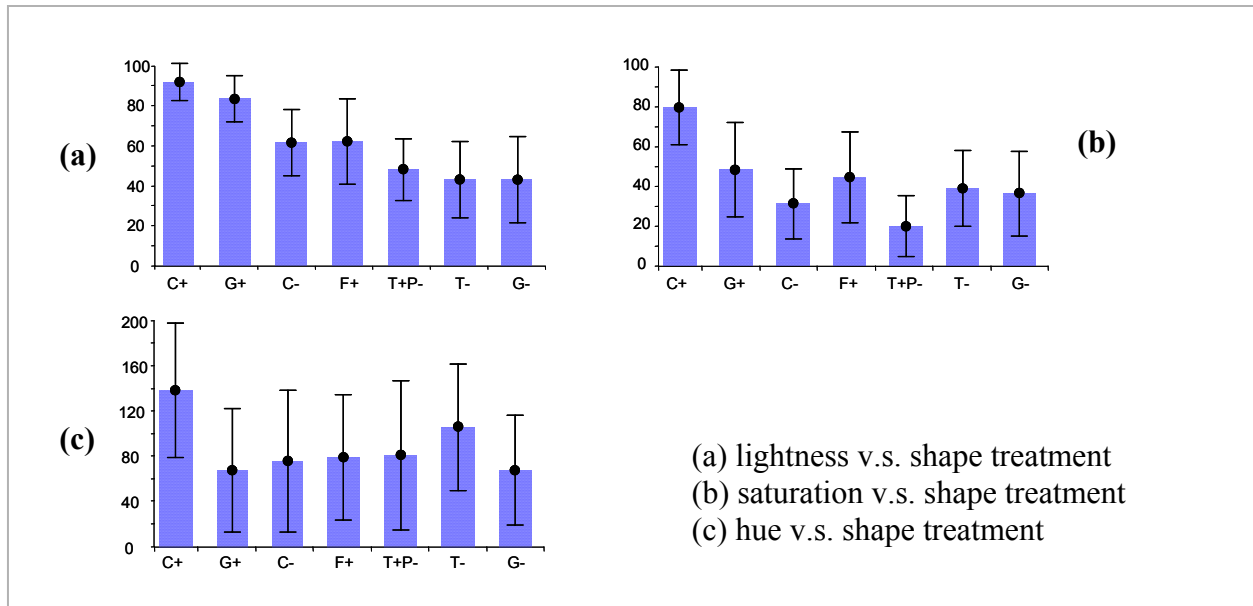 100
80
60
40
20
0
C+ G+ C- F+ T+P- T- G-
(a)
100
80
60
40
20
0
C+ G+ C- F+ T+P- T- G-
(b)
200
160
120
80
40
0
C+ G+ C- F+ T+P- T- G-
(c)
(a) lightness v.s. shape treatment
(b) saturation v.s. shape treatment
(c) hue v.s. shape treatment